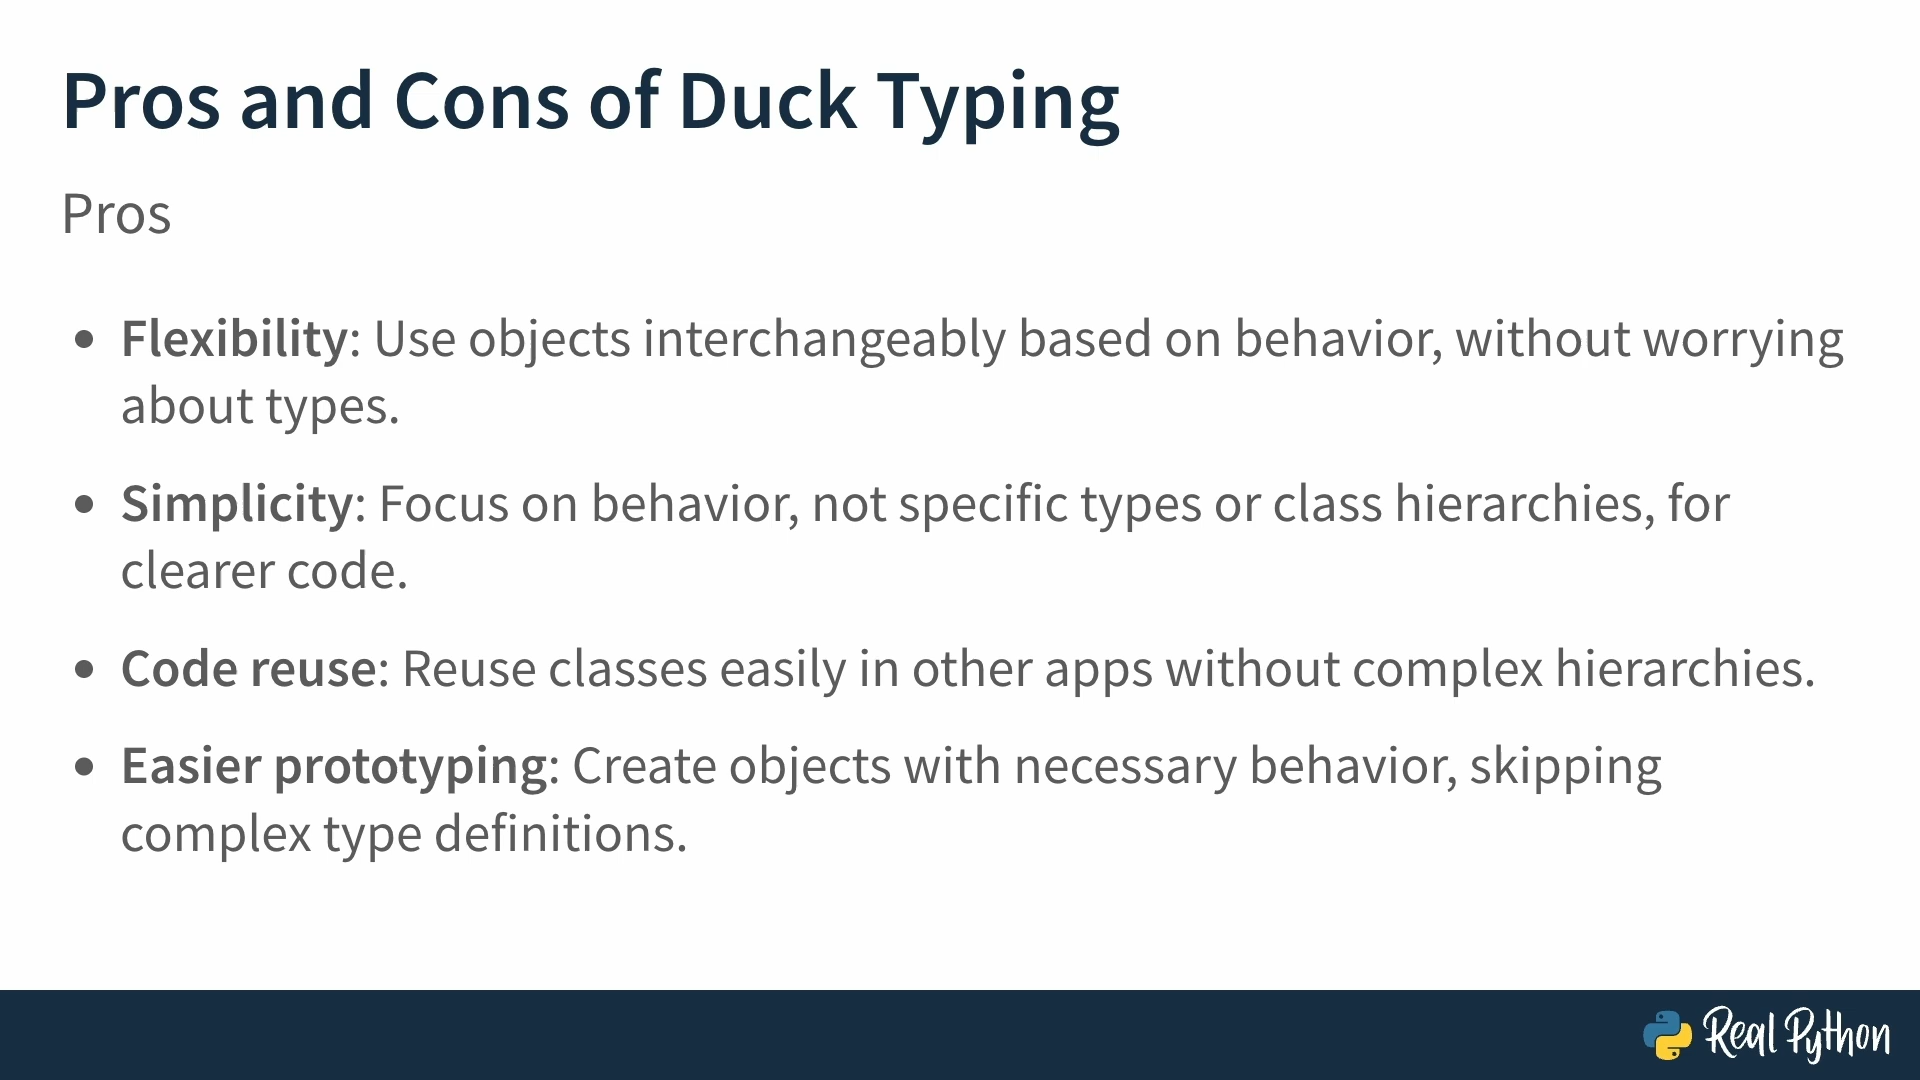 Pros and Cons of Duck Typing
Pros
• Flexibility: Use objects interchangeably based on behavior, without worrying
about types.
• Simplicity: Focus on behavior, not specific types or class hierarchies, for
clearer code.
• Code reuse: Reuse classes easily in other apps without complex hierarchies.
• Easier prototyping: Create objects with necessary behavior, skipping
complex type definitions.
Real Python